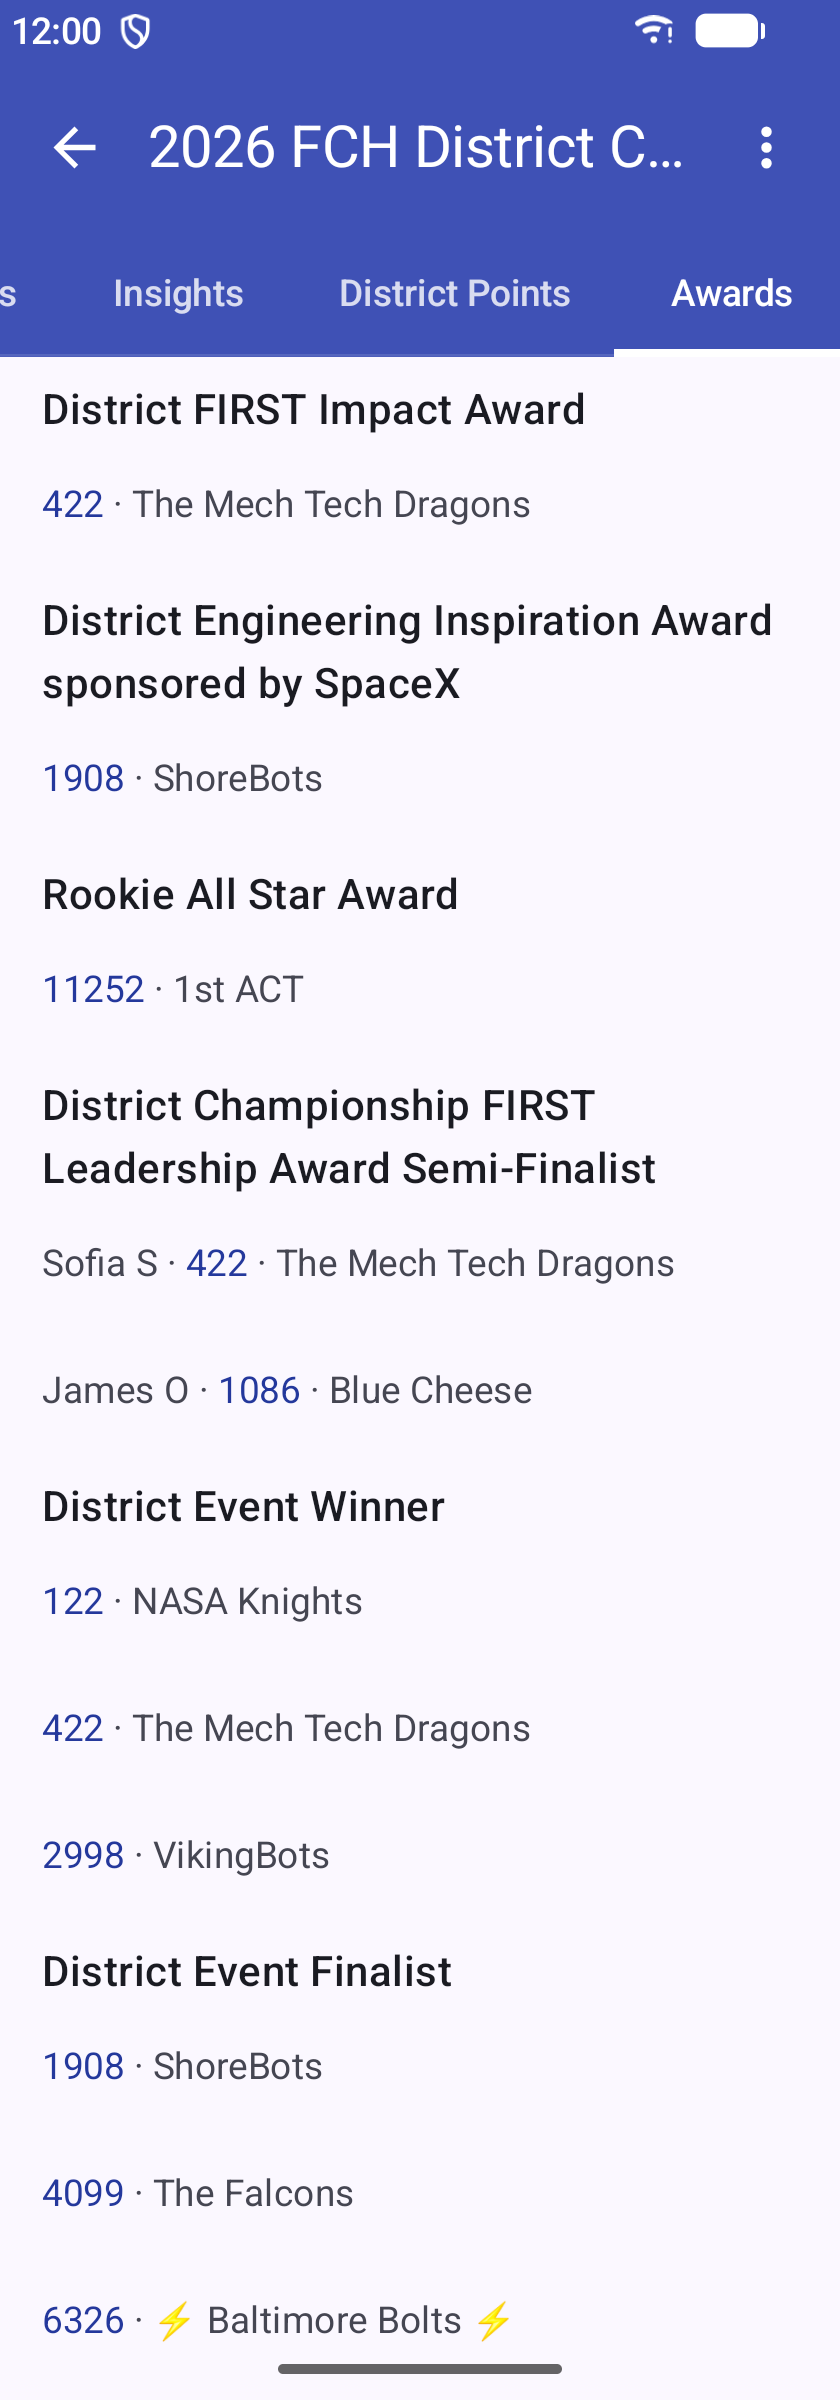 12:00
2026 FCH District C...
s Insights District Points Awards
District FIRST Impact Award
422 · The Mech Tech Dragons
District Engineering Inspiration Award
sponsored by SpaceX
1908 · ShoreBots
Rookie All Star Award
11252 · 1st ACT
District Championship FIRST
Leadership Award Semi-Finalist
Sofia S · 422 · The Mech Tech Dragons
James O · 1086 · Blue Cheese
District Event Winner
122 · NASA Knights
422 · The Mech Tech Dragons
2998 · VikingBots
District Event Finalist
1908 · ShoreBots
4099 · The Falcons
6326 · ⚡ Baltimore Bolts ⚡